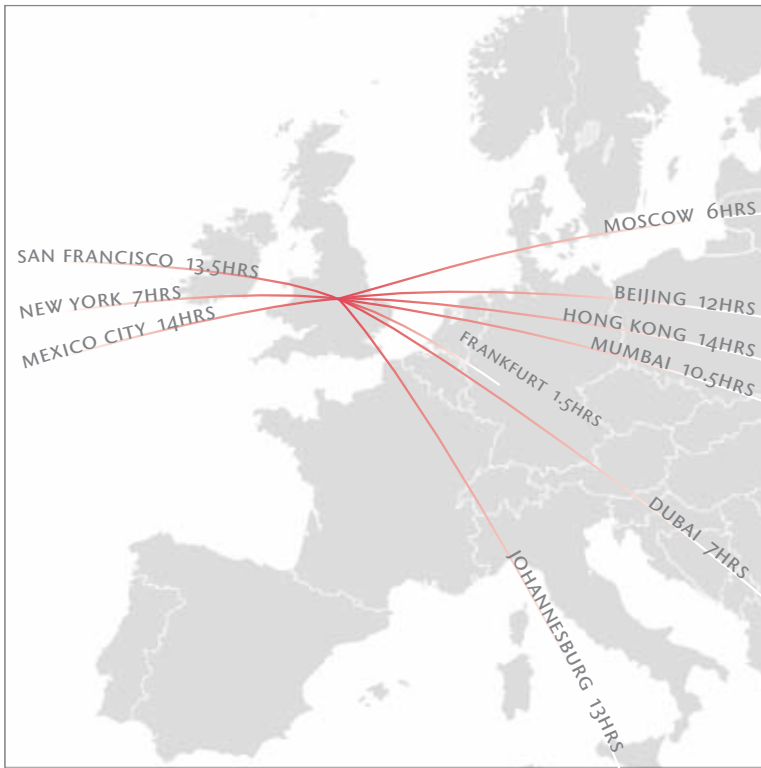 MOSCOW 6HRS
SAN FRANCISCO 13.5HRS
NEW YORK 7HRS
MEXICO CITY 14HRS
BEIJING 12HRS
HONG KONG 14HRS
MUMBAI 10.5HRS
FRANKFURT 1.5HRS
DUBAI 7HRS
JOHANNESBURG 13HRS